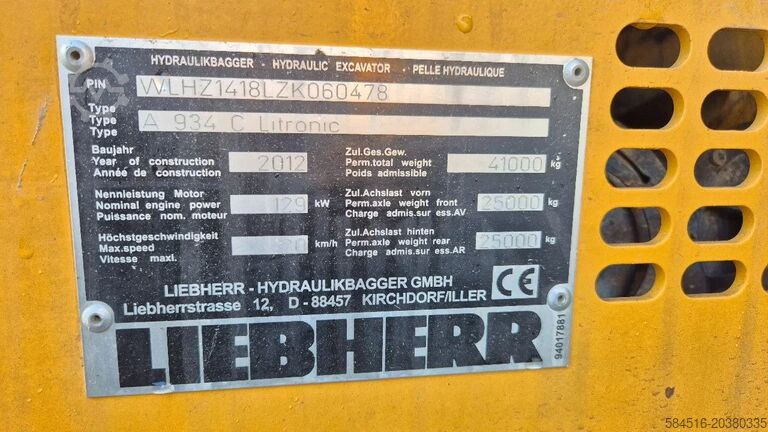 HYDRAULIKBAGGER - HYDRAULIC EXCAVATOR - PELLE HYDRAULIQUE
PIN WLHZ1418LZK060478
Type
Type A 934 C Litronic
Type
Baujahr
Year of construction 2012
Année de construction
Zul.Ges.Gew.
Perm.total weight 41000 kg
Poids admissible
Nennleistung Motor
Nominal engine power 129 kW
Puissance nom. moteur
Zul.Achslast vorn
Perm.axle weight front 25000 kg
Charge admis.sur ess.AV
Höchstgeschwindigkeit
Max.speed km/h
Vitesse maxi.
Zul.Achslast hinten
Perm.axle weight rear 25000 kg
Charge admis.sur ess.AR
LIEBHERR - HYDRAULIKBAGGER GMBH
Liebherrstrasse 12, D - 88457 KIRCHDORF/ILLER
CE
LIEBHERR
94017881
584516-20380335